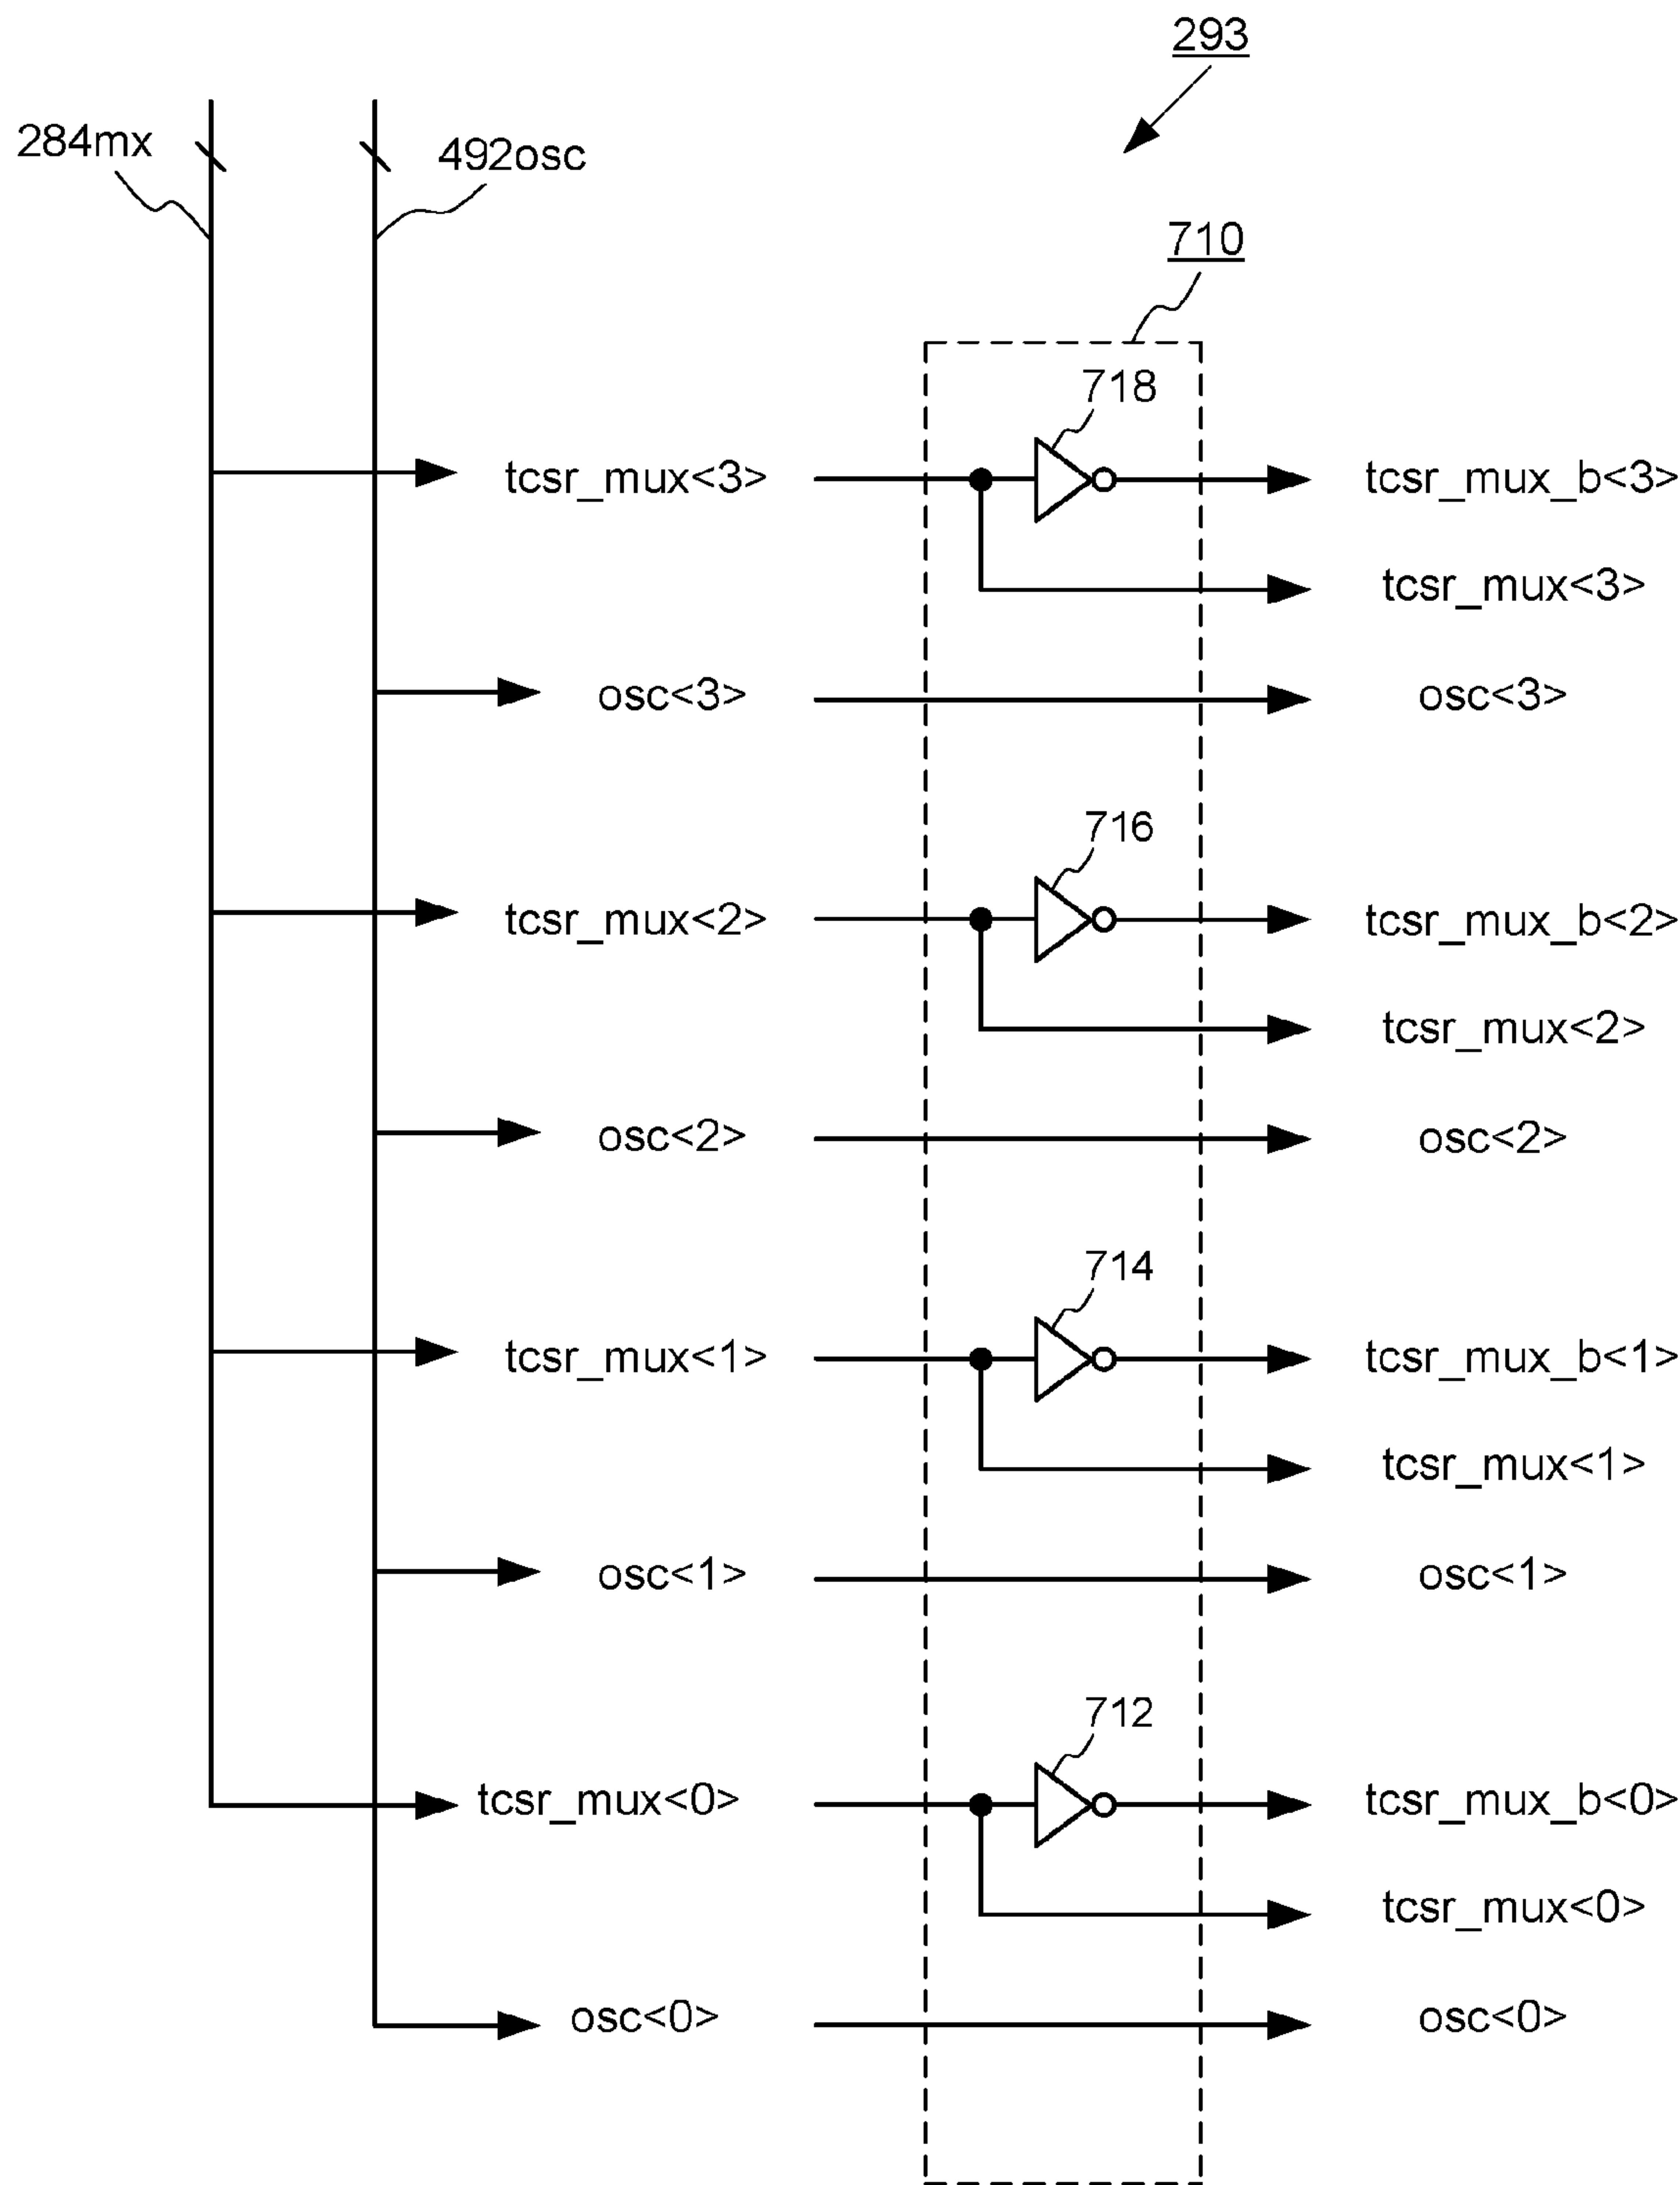 293
284mx
492osc
710
718
tcsr_mux<3>
tcsr_mux_b<3>
tcsr_mux<3>
osc<3>
osc<3>
716
tcsr_mux<2>
tcsr_mux_b<2>
tcsr_mux<2>
osc<2>
osc<2>
714
tcsr_mux<1>
tcsr_mux_b<1>
tcsr_mux<1>
osc<1>
osc<1>
712
tcsr_mux<0>
tcsr_mux_b<0>
tcsr_mux<0>
osc<0>
osc<0>